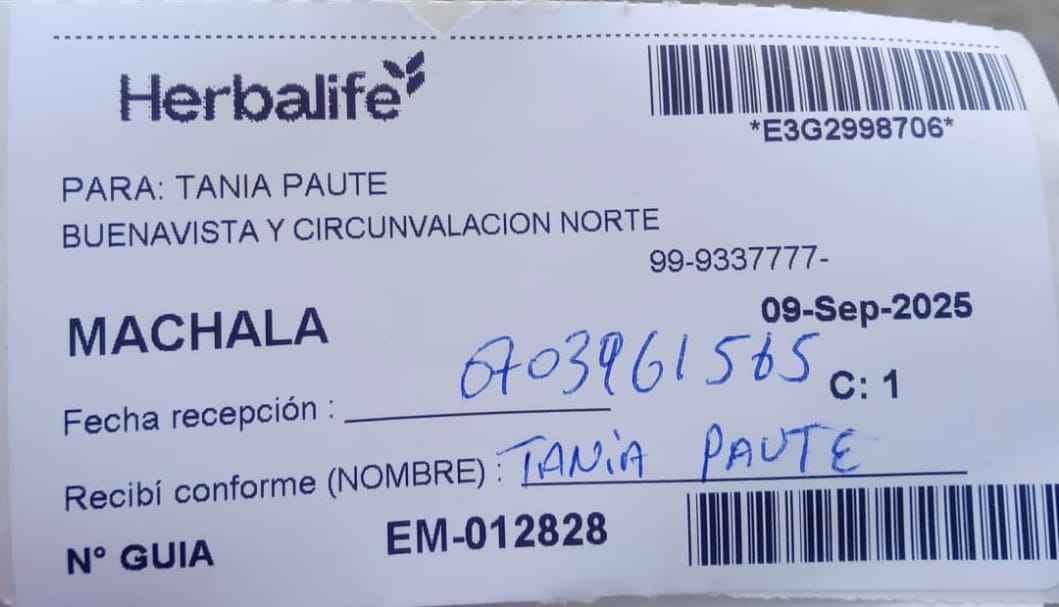 Herbalife
*E3G2998706*
PARA: TANIA PAUTE
BUENAVISTA Y CIRCUNVALACION NORTE
99-9337777-
09-Sep-2025
MACHALA
0703961565
C: 1
Fecha recepción :
Recibí conforme (NOMBRE) : TANiA PAUTE
N° GUIA EM-012828